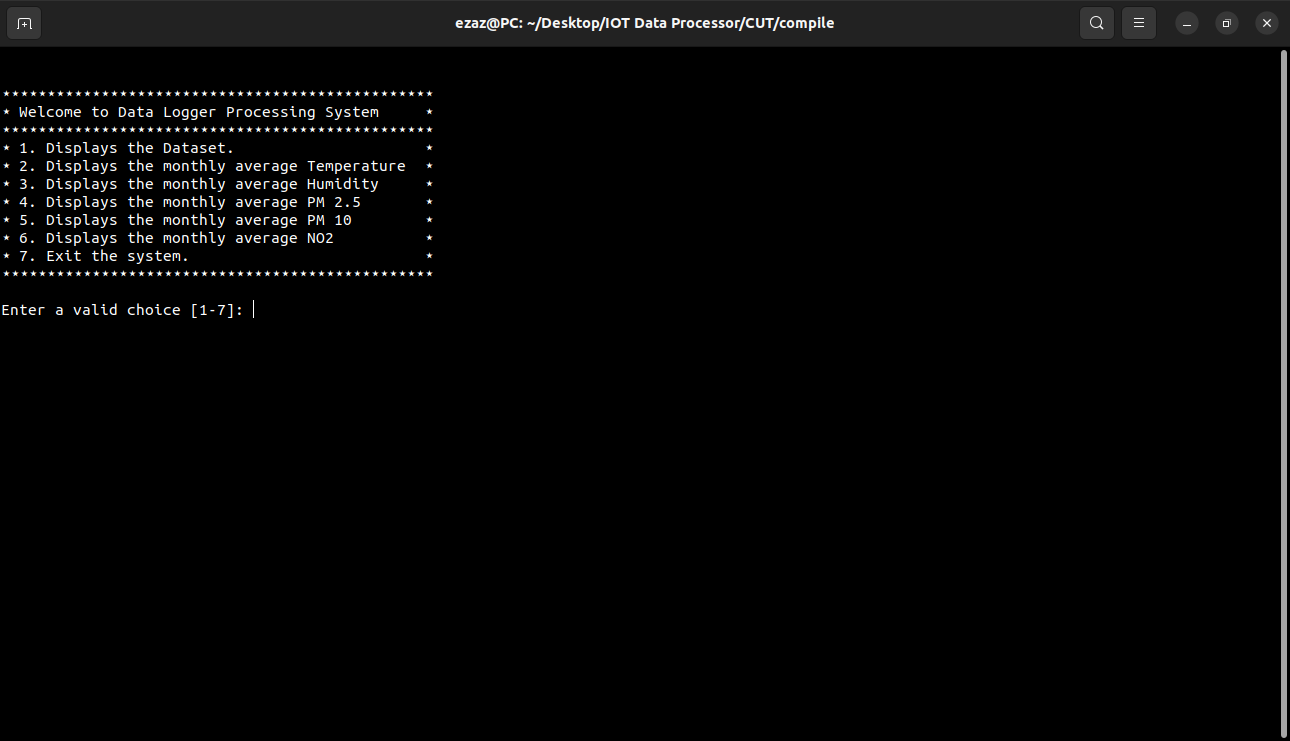 ezaz@PC: ~/Desktop/IOT Data Processor/CUT/compile
************************************************
* Welcome to Data Logger Processing System     *
************************************************
* 1. Displays the Dataset.                     *
* 2. Displays the monthly average Temperature  *
* 3. Displays the monthly average Humidity     *
* 4. Displays the monthly average PM 2.5       *
* 5. Displays the monthly average PM 10        *
* 6. Displays the monthly average NO2          *
* 7. Exit the system.                          *
************************************************
Enter a valid choice [1-7]: